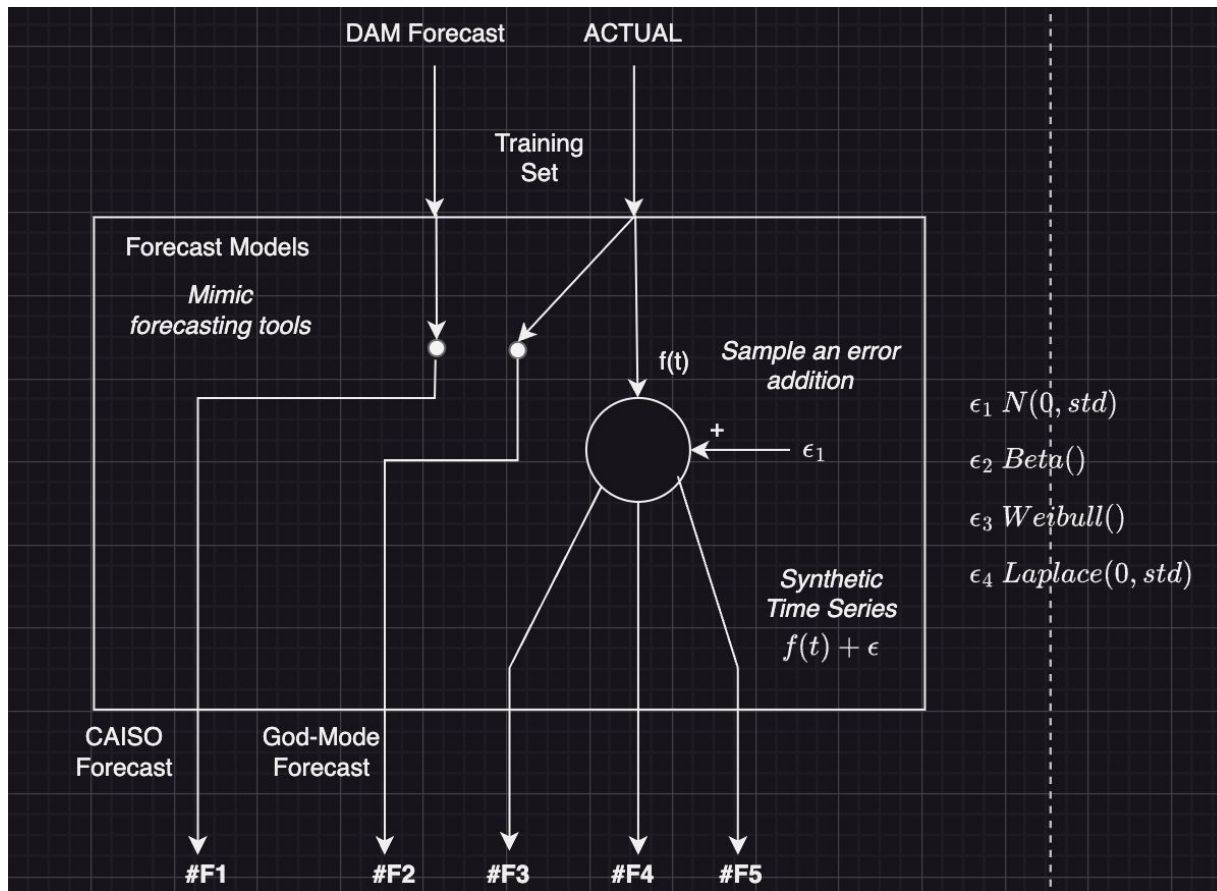 DAM Forecast
ACTUAL
Training
Set
Forecast Models
Mimic
forecasting tools
f(t)
Sample an error
addition
+
ϵ₁
ϵ₁ N(0, std)
ϵ₂ Beta()
ϵ₃ Weibull()
ϵ₄ Laplace(0, std)
Synthetic
Time Series
f(t) + ϵ
CAISO
Forecast
God-Mode
Forecast
#F1
#F2
#F3
#F4
#F5